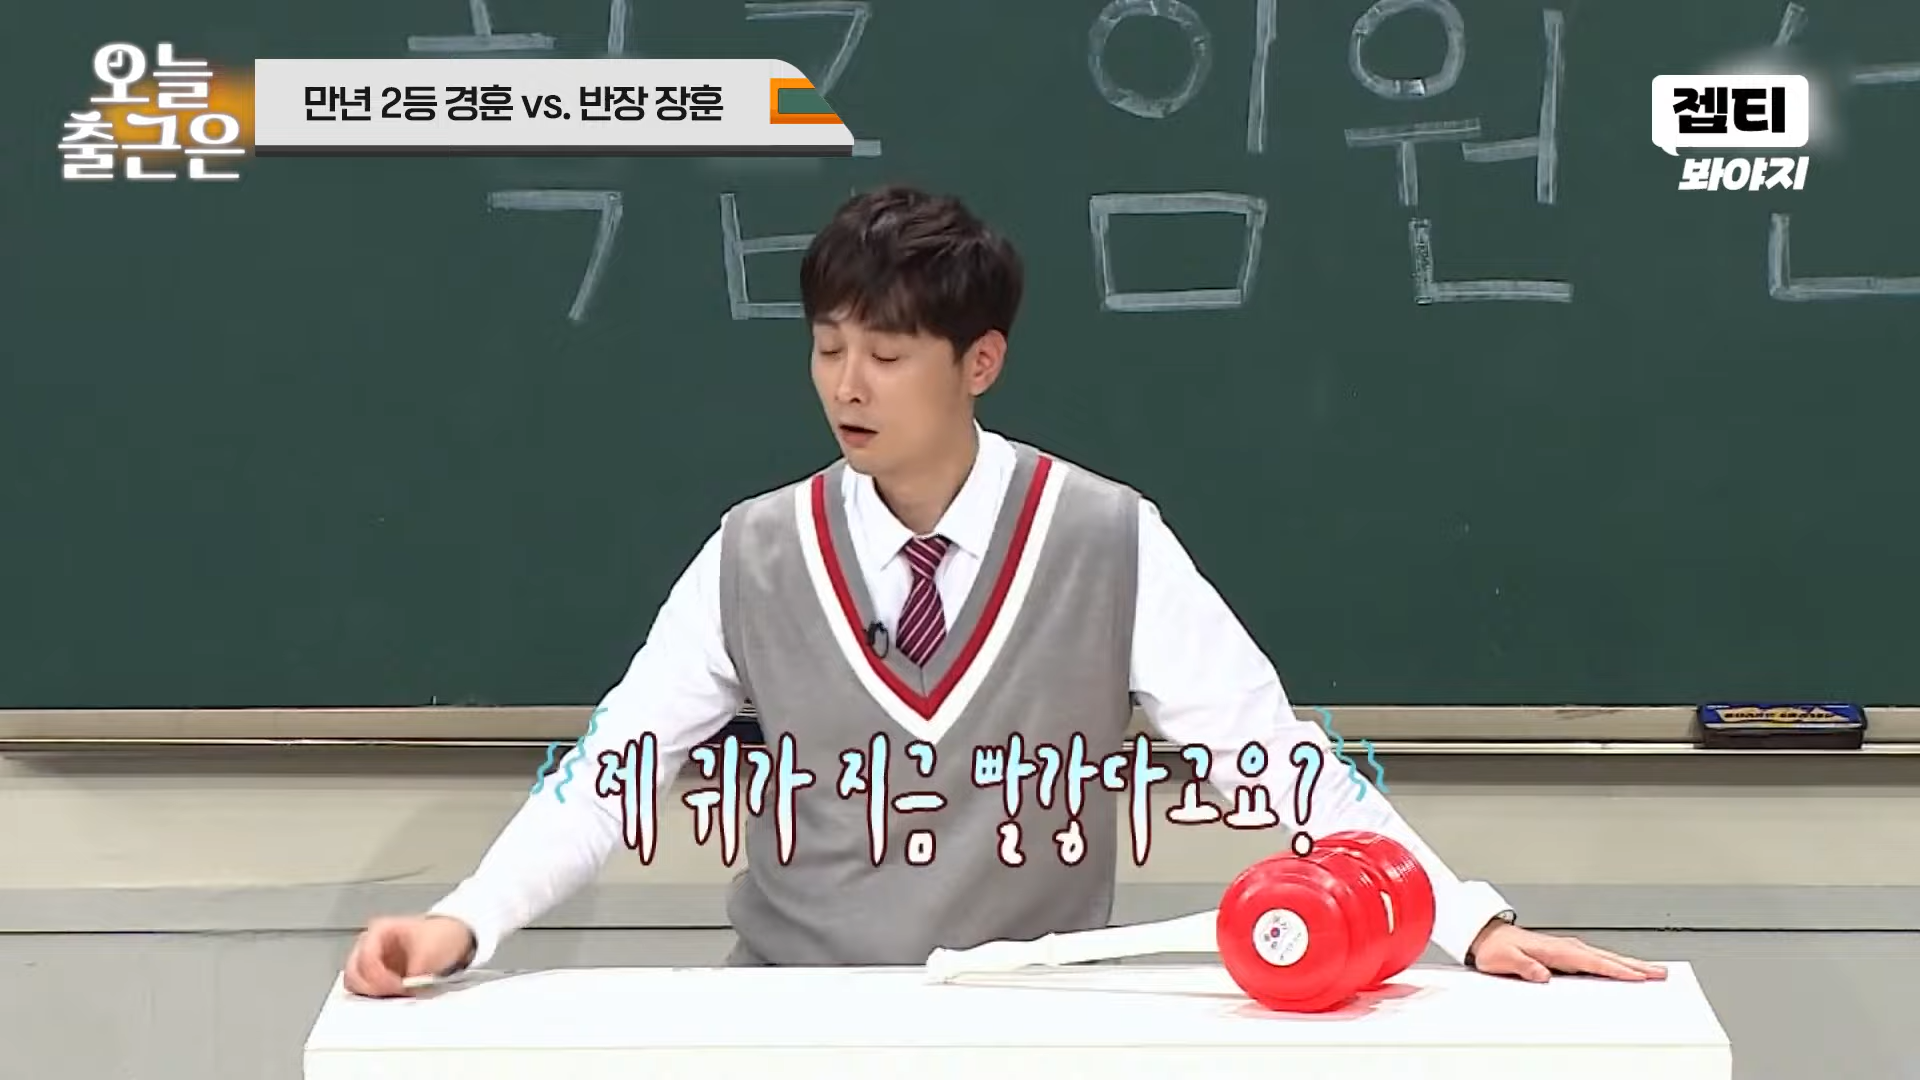 오늘
출근은
만년 2등 경훈 vs. 반장 장훈
젭티
봐야지
제 귀가 지금 빨갛다고요?